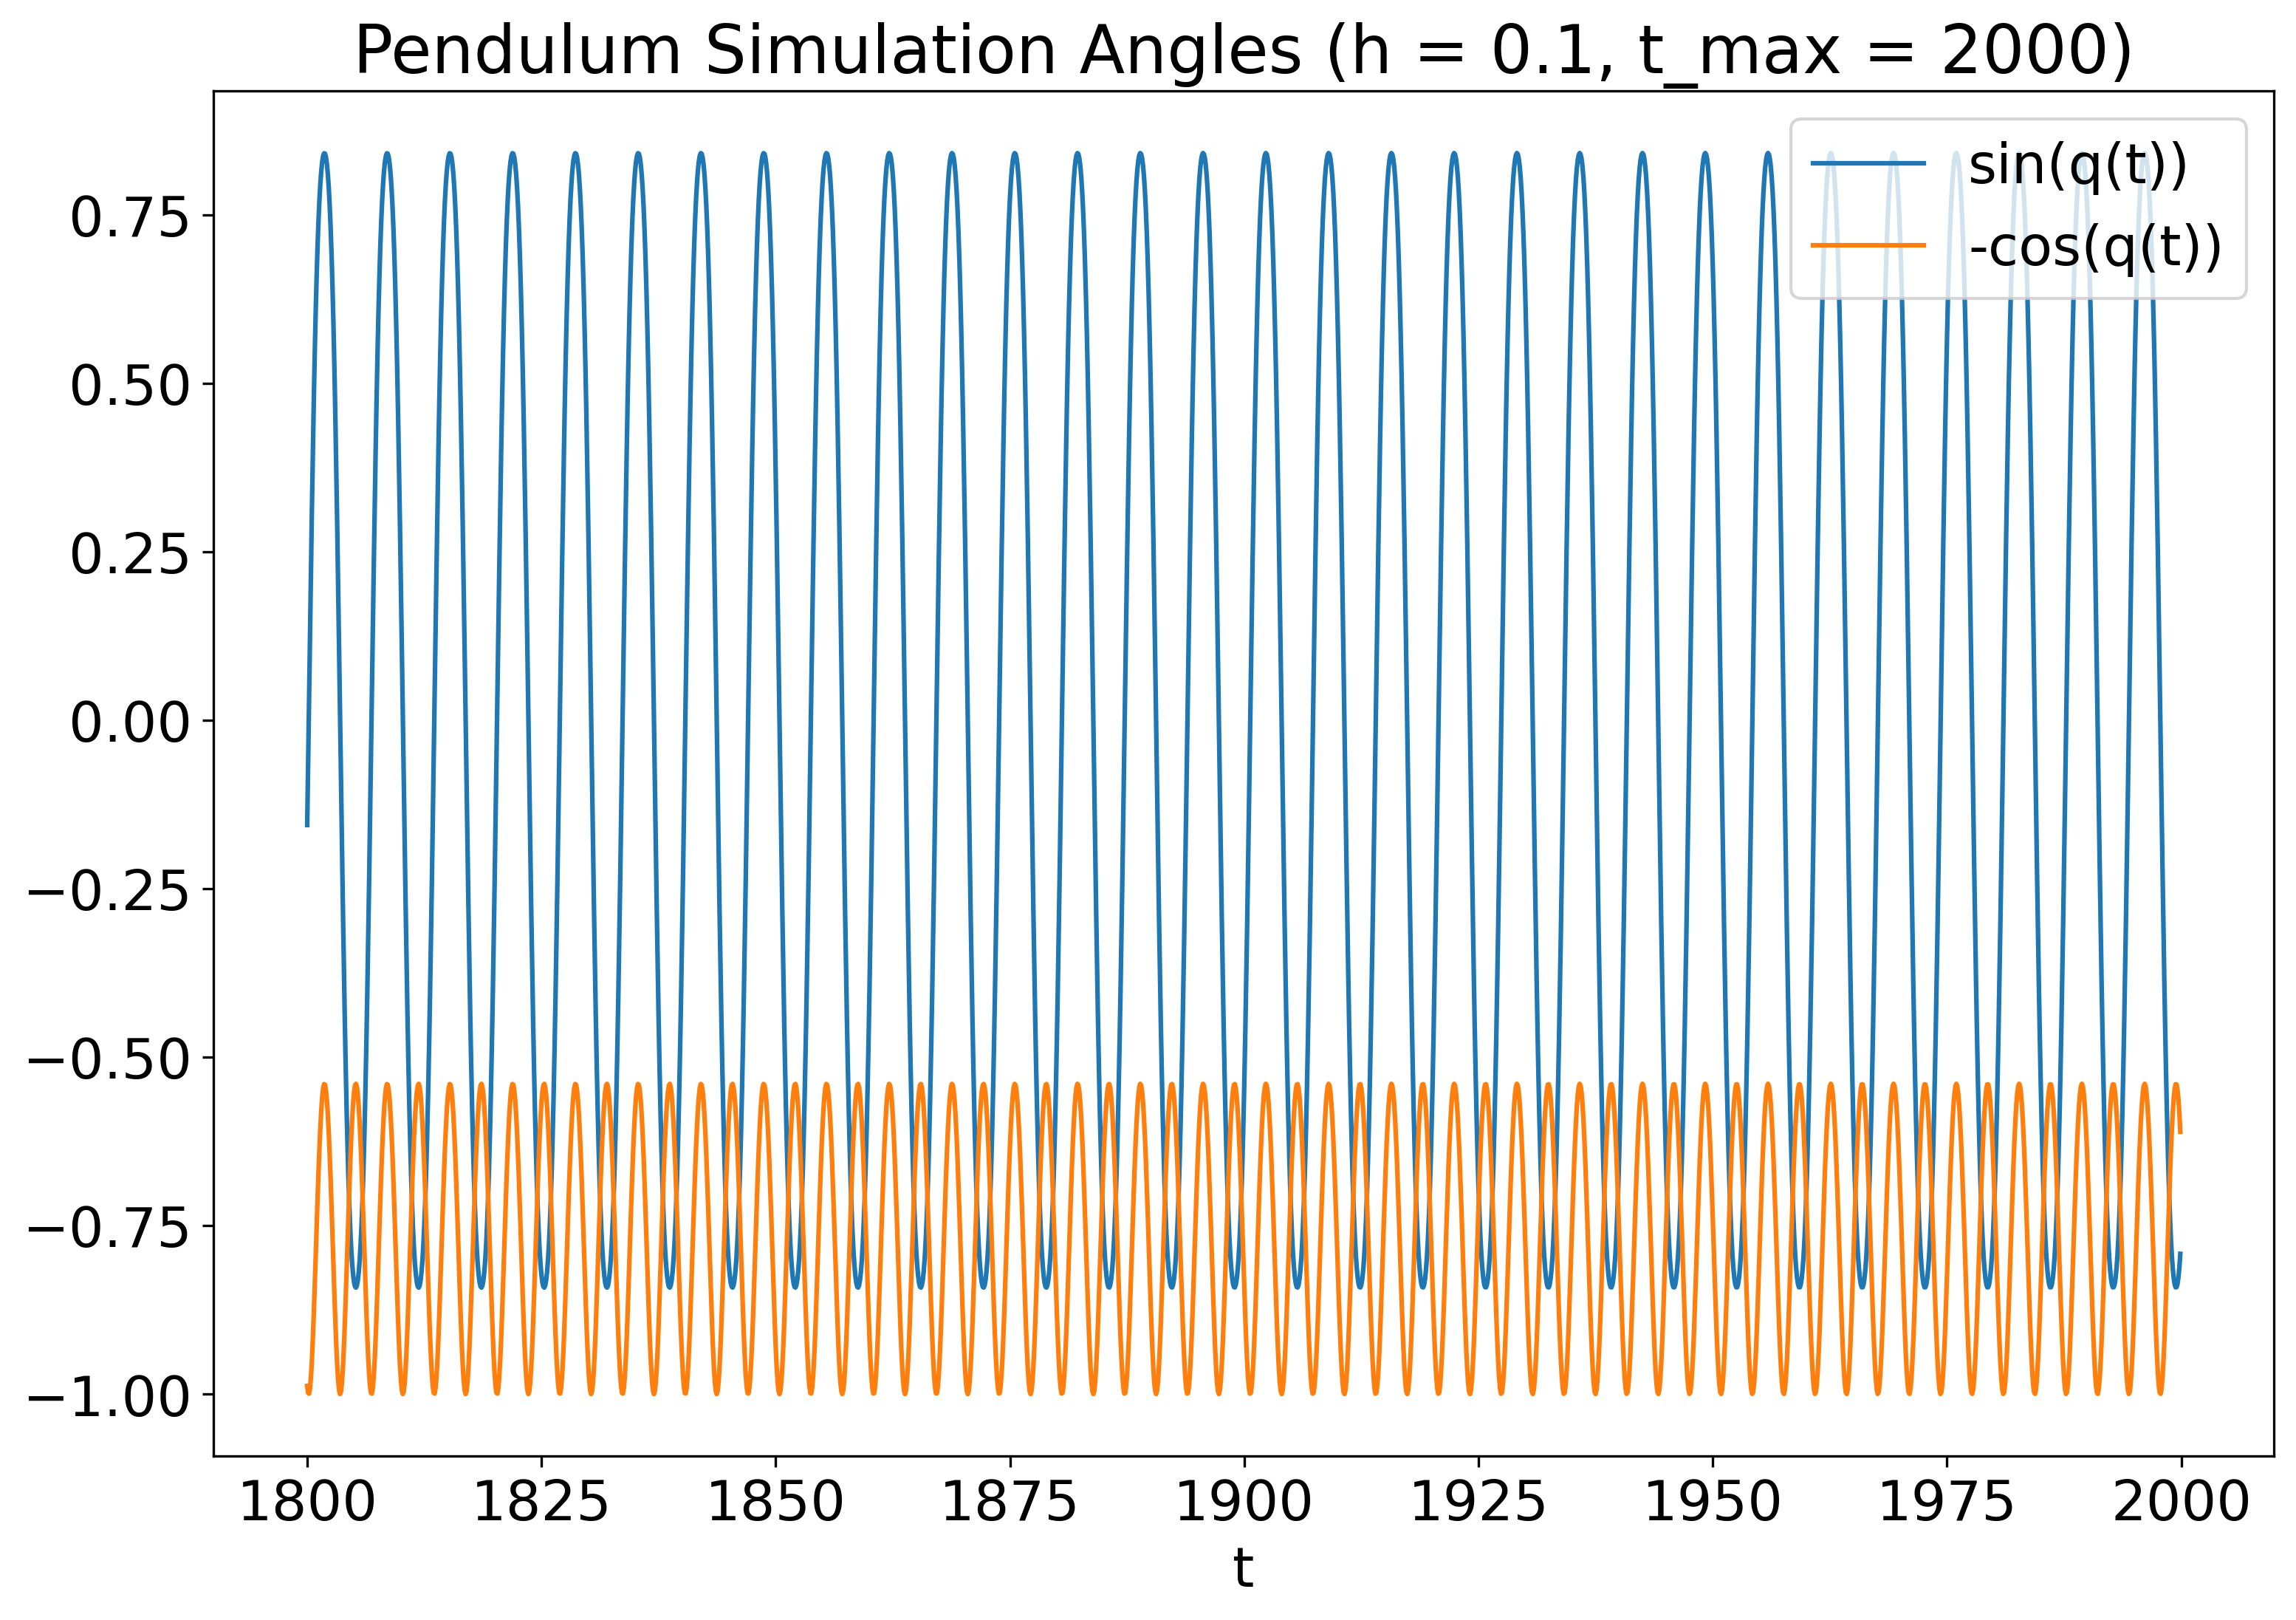 Pendulum Simulation Angles (h = 0.1, t_max = 2000)
sin(q(t))
-cos(q(t))
0.75
0.50
0.25
0.00
−0.25
−0.50
−0.75
−1.00
1800 1825 1850 1875 1900 1925 1950 1975 2000
t